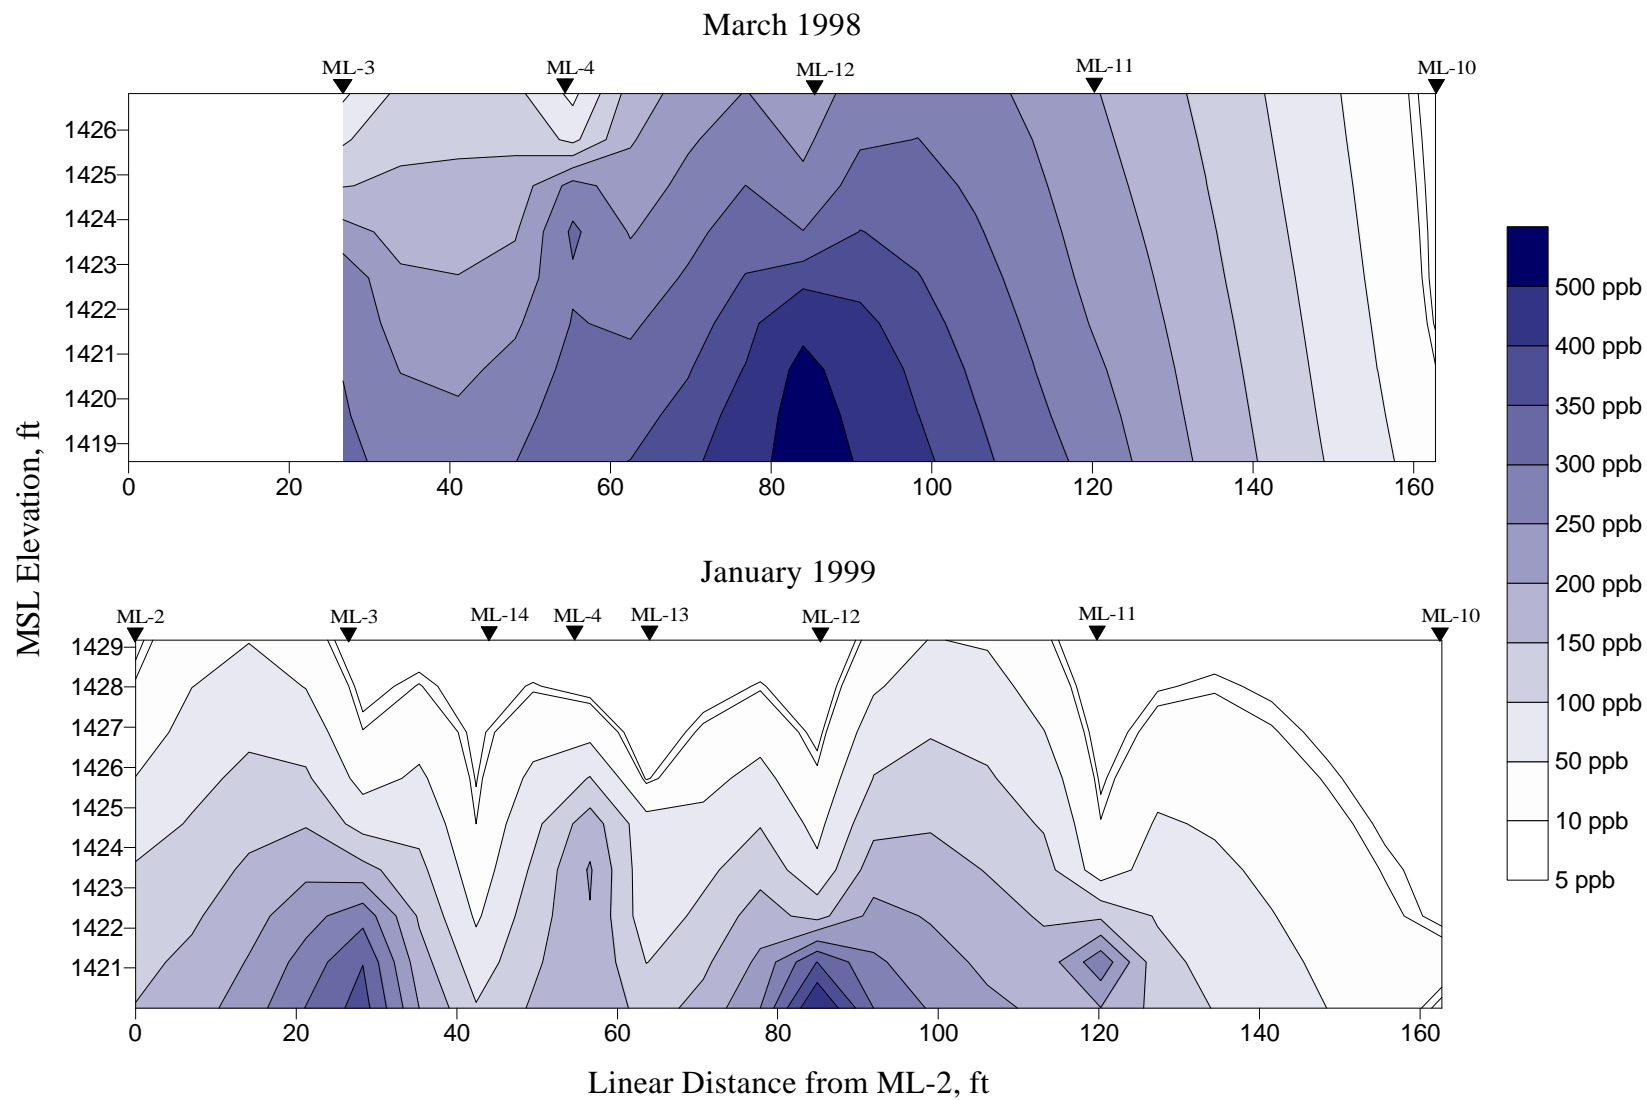 March 1998
ML-3 ML-4 ML-12 ML-11 ML-10
1426
1425
1424
1423
1422
1421
1420
1419
0 20 40 60 80 100 120 140 160
MSL Elevation, ft
500 ppb
400 ppb
350 ppb
300 ppb
250 ppb
200 ppb
150 ppb
100 ppb
50 ppb
10 ppb
5 ppb
January 1999
ML-2 ML-3 ML-14 ML-4 ML-13 ML-12 ML-11 ML-10
1429
1428
1427
1426
1425
1424
1423
1422
1421
0 20 40 60 80 100 120 140 160
Linear Distance from ML-2, ft